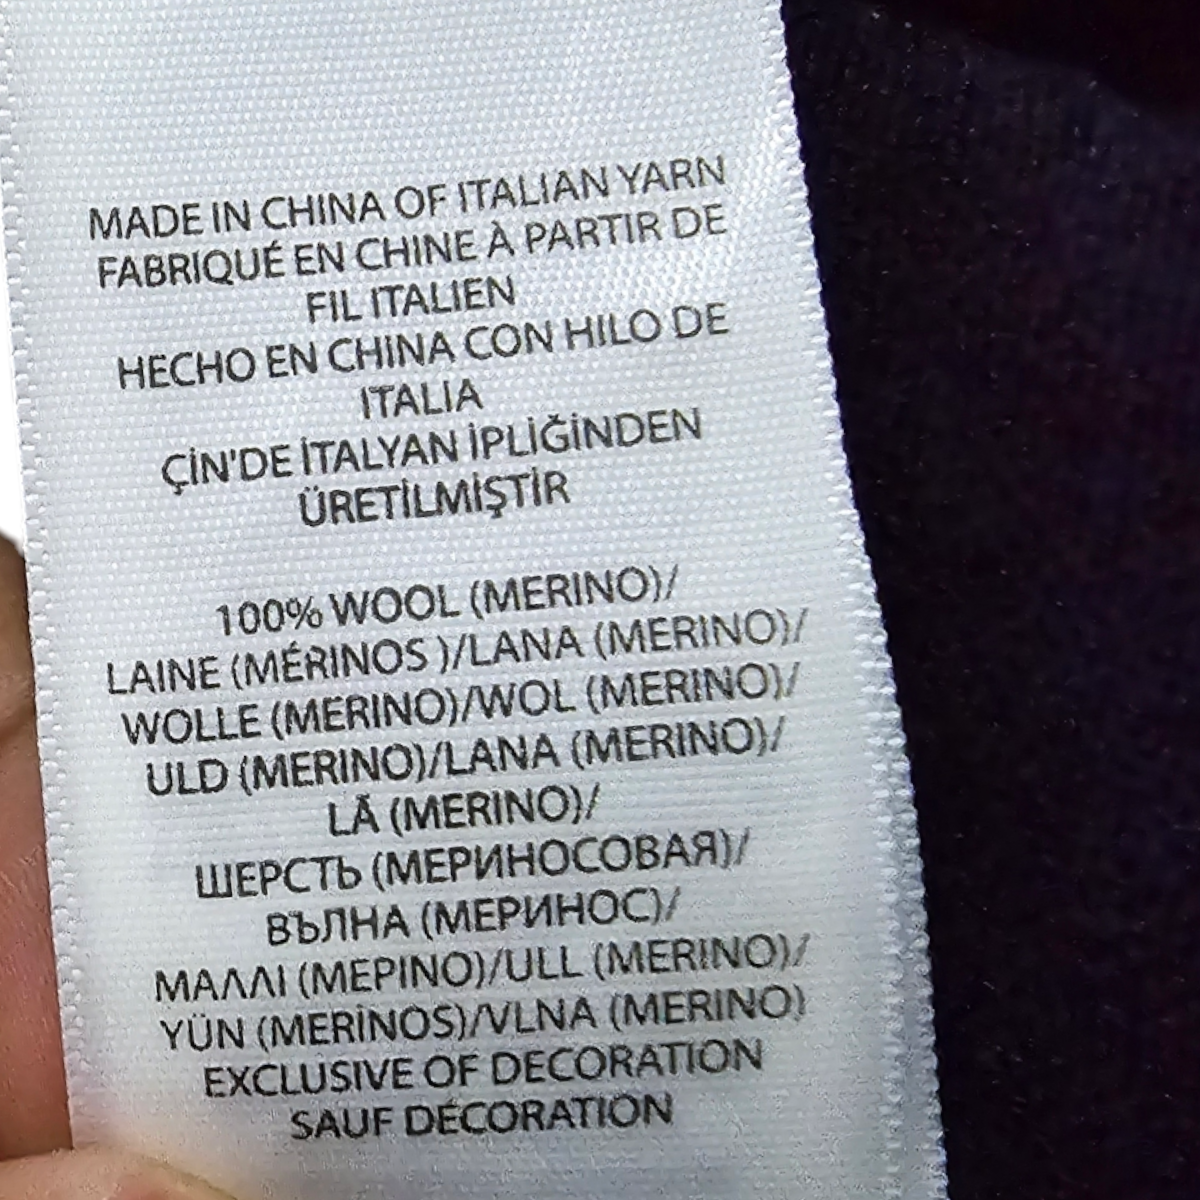 MADE IN CHINA OF ITALIAN YARN
FABRIQUÉ EN CHINE À PARTIR DE
FIL ITALIEN
HECHO EN CHINA CON HILO DE
ITALIA
ÇİN'DE İTALYAN İPLİĞİNDEN
ÜRETİLMİŞTİR
100% WOOL (MERINO)/
LAINE (MÉRINOS )/LANA (MERINO)/
WOLLE (MERINO)/WOL (MERINO)/
ULD (MERINO)/LANA (MERINO)/
LÃ (MERINO)/
ШЕРСТЬ (МЕРИНОСОВАЯ)/
ВЪЛНА (МЕРИНОС)/
ΜΑΛΛΙ (ΜΕΡΙΝΟ)/ULL (MERINO)/
YÜN (MERİNOS)/VLNA (MERINO)
EXCLUSIVE OF DECORATION
SAUF DÉCORATION